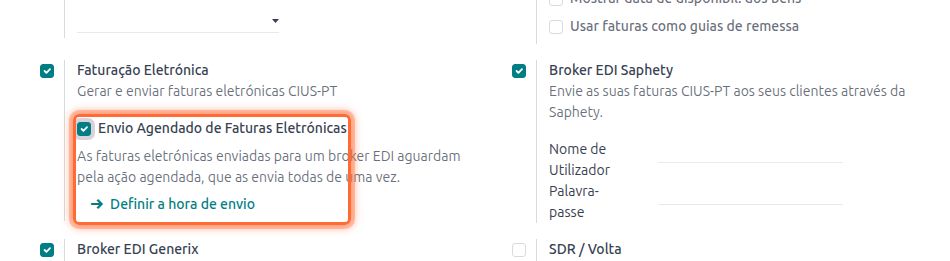 Mostrar data de disponibil. dos bens
Usar faturas como guias de remessa
Faturação Eletrónica
Gerar e enviar faturas eletrónicas CIUS-PT
Envio Agendado de Faturas Eletrónicas
As faturas eletrónicas enviadas para um broker EDI aguardam
pela ação agendada, que as envia todas de uma vez.
→ Definir a hora de envio
Broker EDI Saphety
Envie as suas faturas CIUS-PT aos seus clientes através da
Saphety.
Nome de
Utilizador
Palavra-
passe
Broker EDI Generix
SDR / Volta